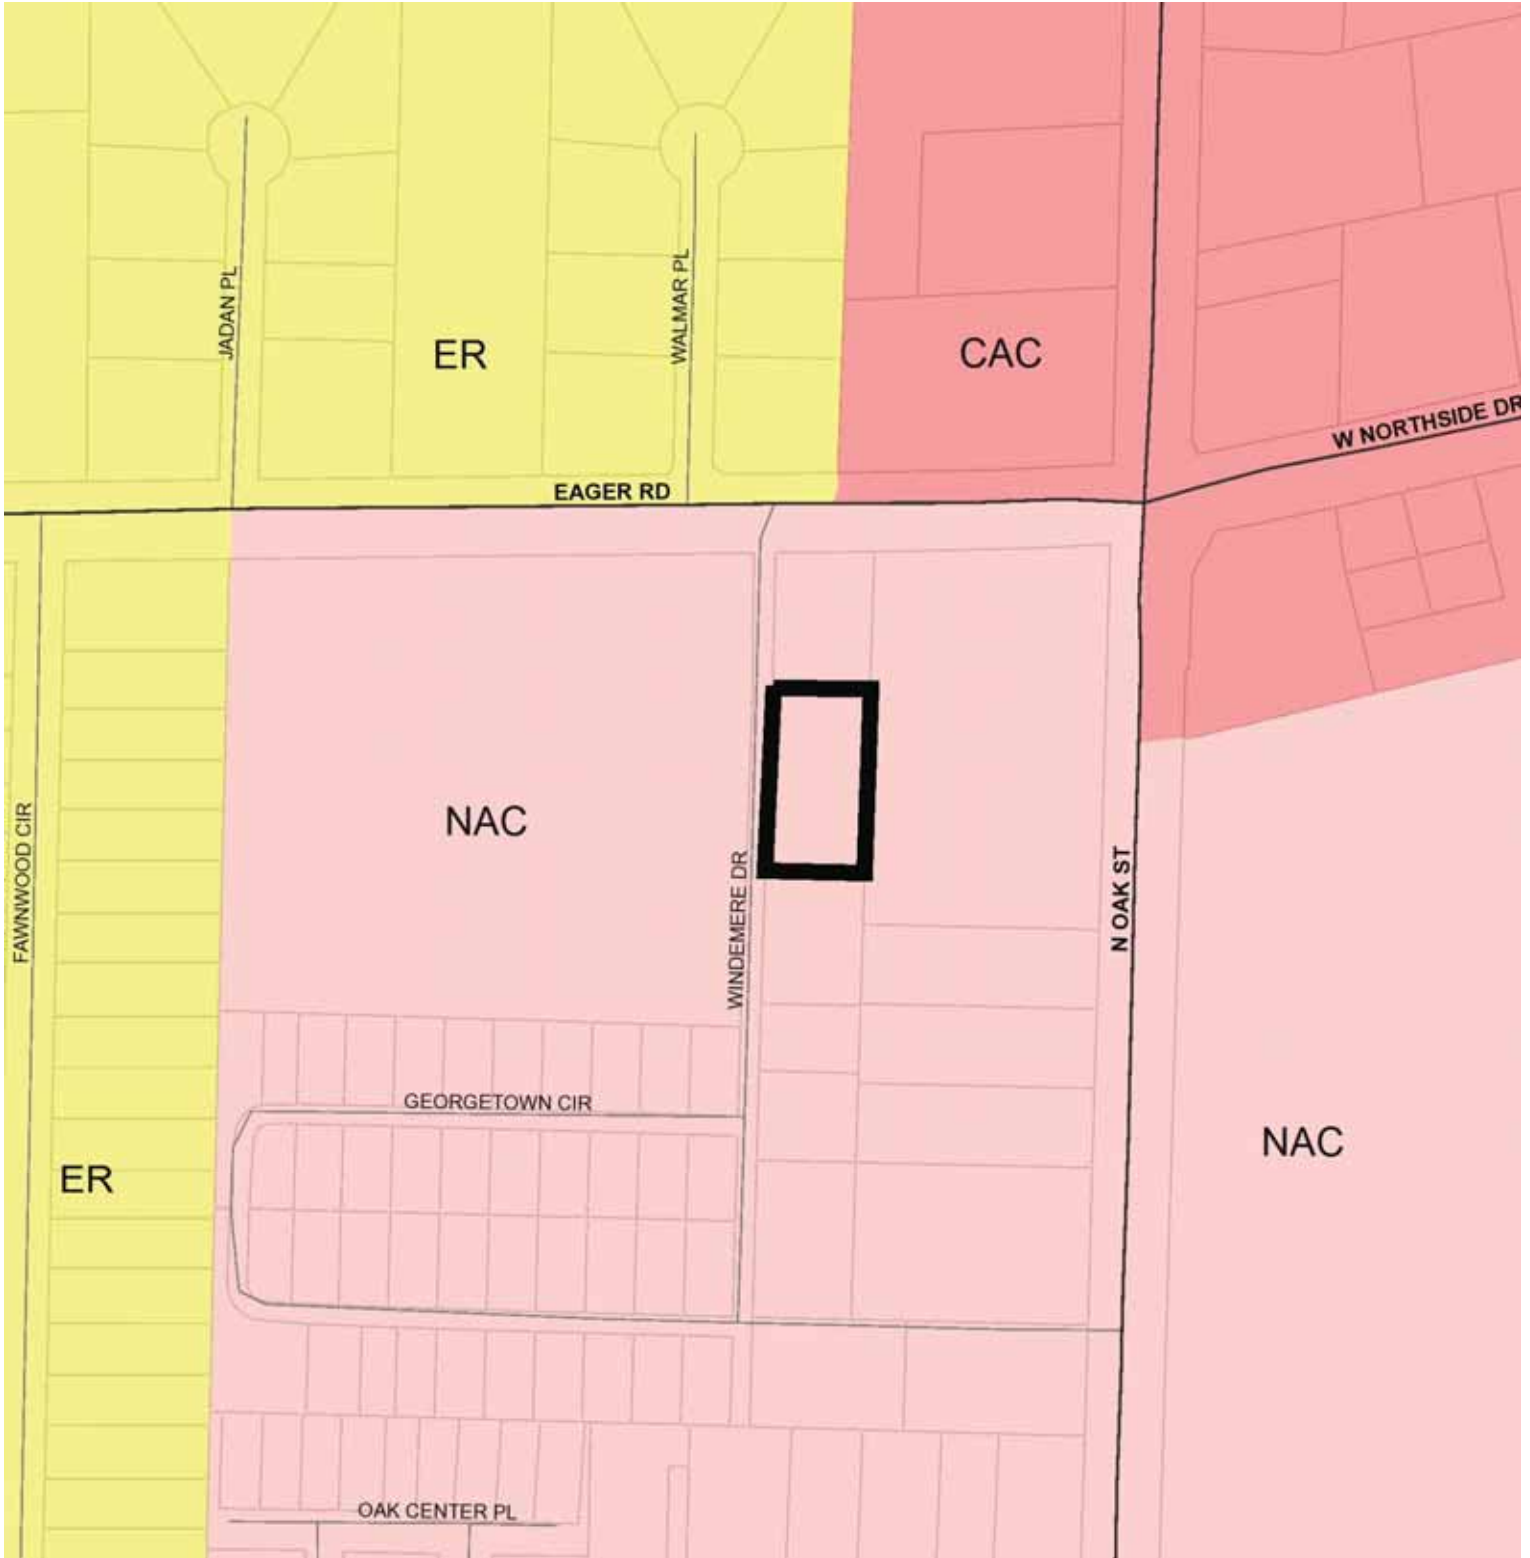 JADAN PL
WALMAR PL
ER
CAC
W NORTHSIDE DR
EAGER RD
NAC
FAWNWOOD CIR
WINDEMERE DR
N OAK ST
GEORGETOWN CIR
NAC
ER
OAK CENTER PL